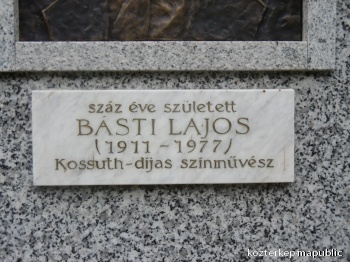 száz éve született
BÁSTI LAJOS
(1911 - 1977)
Kossuth-díjas színművész
kozterkep.mapublic